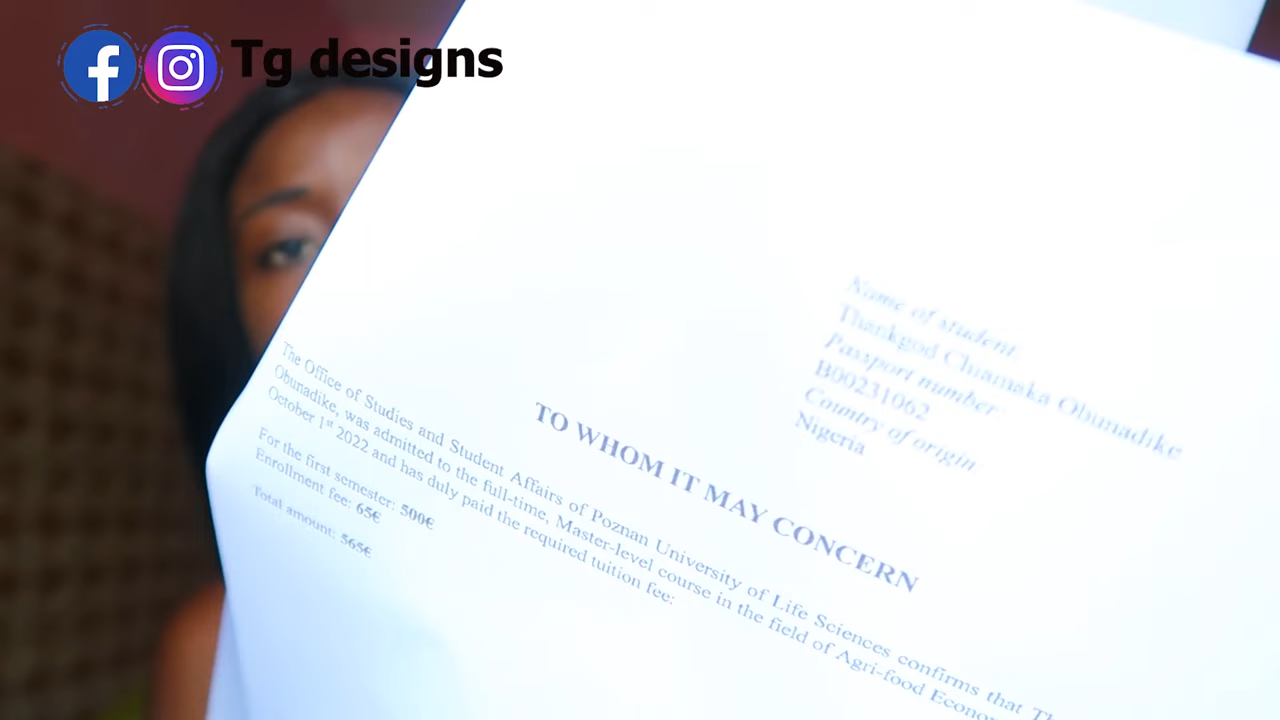 Tg designs
Name of student
Thankgod Chiamaka Obunadike
Passport number
B00231062
Country of origin
Nigeria
TO WHOM IT MAY CONCERN
The Office of Studies and Student Affairs of Poznan University of Life Sciences confirms that
Obunadike, was admitted to the full-time, Master-level course in the field of Agri-food
October 1st 2022 and has duly paid the required tuition fee:
For the first semester: 500€
Enrollment fee: 65€
Total amount: 565€